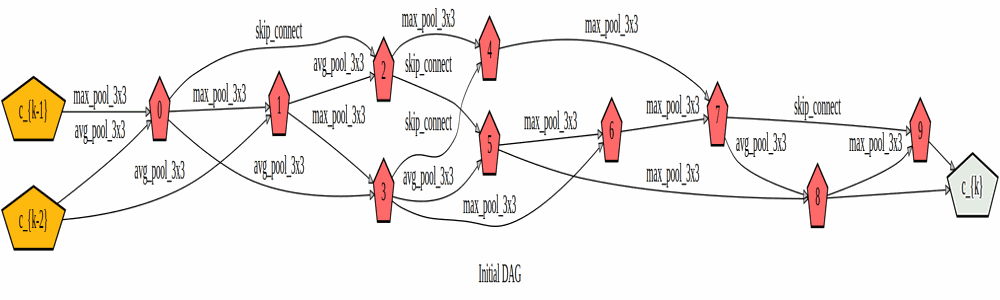 max_pool_3x3
skip_connect
max_pool_3x3
4
skip_connect
avg_pool_3x3
2
c_{k-1}
max_pool_3x3
max_pool_3x3
0
1
max_pool_3x3
avg_pool_3x3
skip_connect
max_pool_3x3
max_pool_3x3
6
7
skip_connect
9
5
avg_pool_3x3
max_pool_3x3
avg_pool_3x3
avg_pool_3x3
avg_pool_3x3
max_pool_3x3
c_{k}
3
8
max_pool_3x3
c_{k-2}
Initial DAG